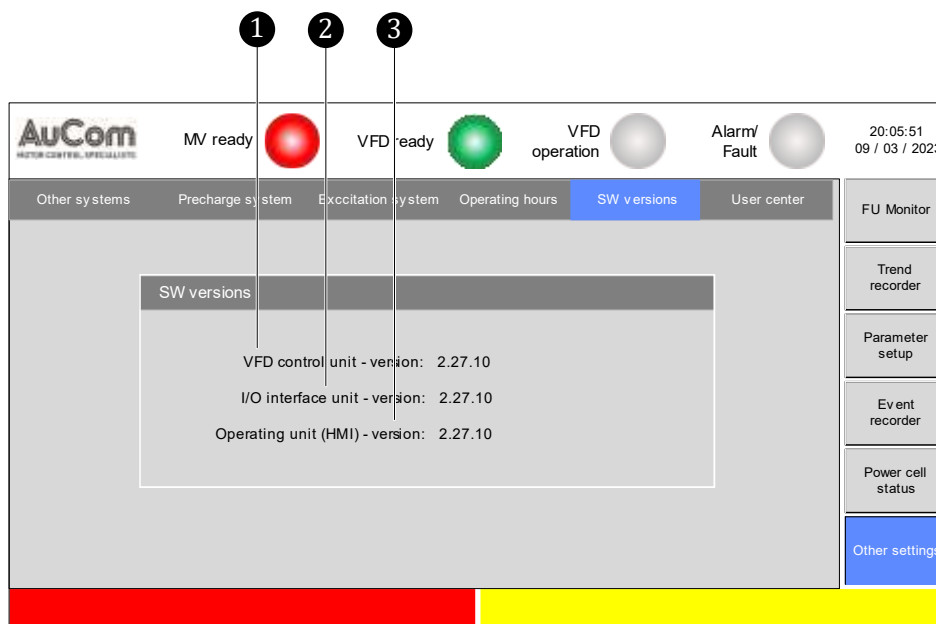 1 2 3
AuCom
MOTOR CONTROL SPECIALISTS
MV ready
VFD ready
VFD
operation
Alarm/
Fault
20:05:51
09 / 03 / 2023
Other systems
Precharge system
Exccitation system
Operating hours
SW versions
User center
FU Monitor
Trend
recorder
Parameter
setup
Event
recorder
Power cell
status
Other settings
SW versions
VFD control unit - version: 2.27.10
I/O interface unit - version: 2.27.10
Operating unit (HMI) - version: 2.27.10